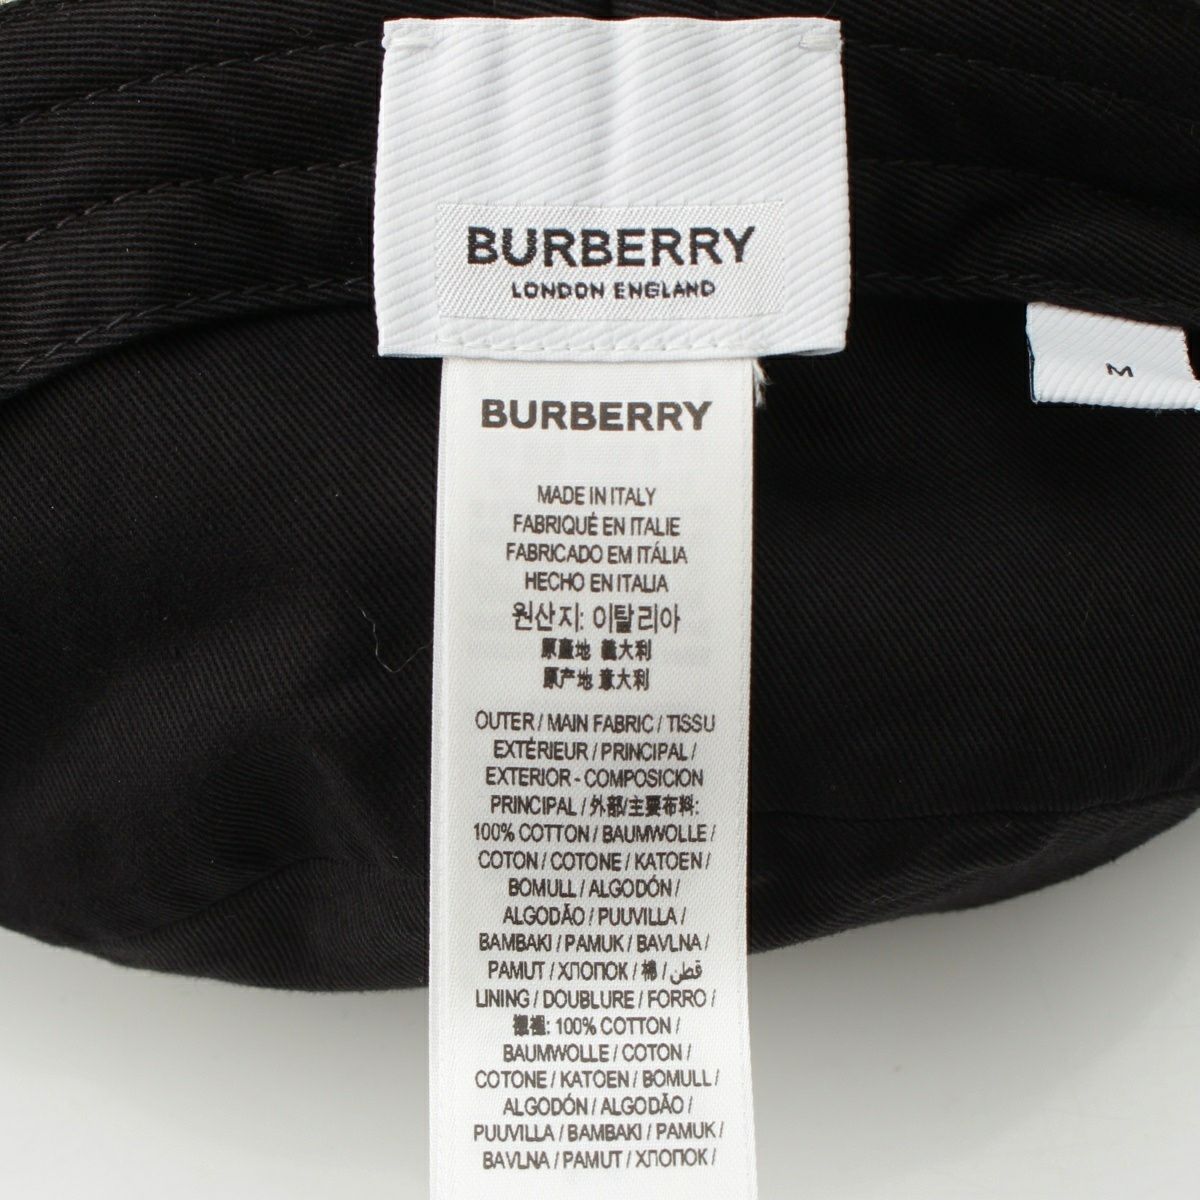 BURBERRY
LONDON ENGLAND
M
BURBERRY
MADE IN ITALY
FABRIQUÉ EN ITALIE
FABRICADO EM ITÁLIA
HECHO EN ITALIA
원산지: 이탈리아
原產地 義大利
原产地 意大利
OUTER / MAIN FABRIC / TISSU
EXTÉRIEUR / PRINCIPAL /
EXTERIOR - COMPOSICION
PRINCIPAL / 外部/主要布料:
100% COTTON / BAUMWOLLE /
COTON / COTONE / KATOEN /
BOMULL / ALGODÓN /
ALGODÃO / PUUVILLA /
BAMBAKI / PAMUK / BAVLNA /
PAMUT / ХЛОПОК / 棉 / قطن
LINING / DOUBLURE / FORRO /
襯裡: 100% COTTON /
BAUMWOLLE / COTON /
COTONE / KATOEN / BOMULL /
ALGODÓN / ALGODÃO /
PUUVILLA / BAMBAKI / PAMUK /
BAVLNA / PAMUT / ХЛОПОК /